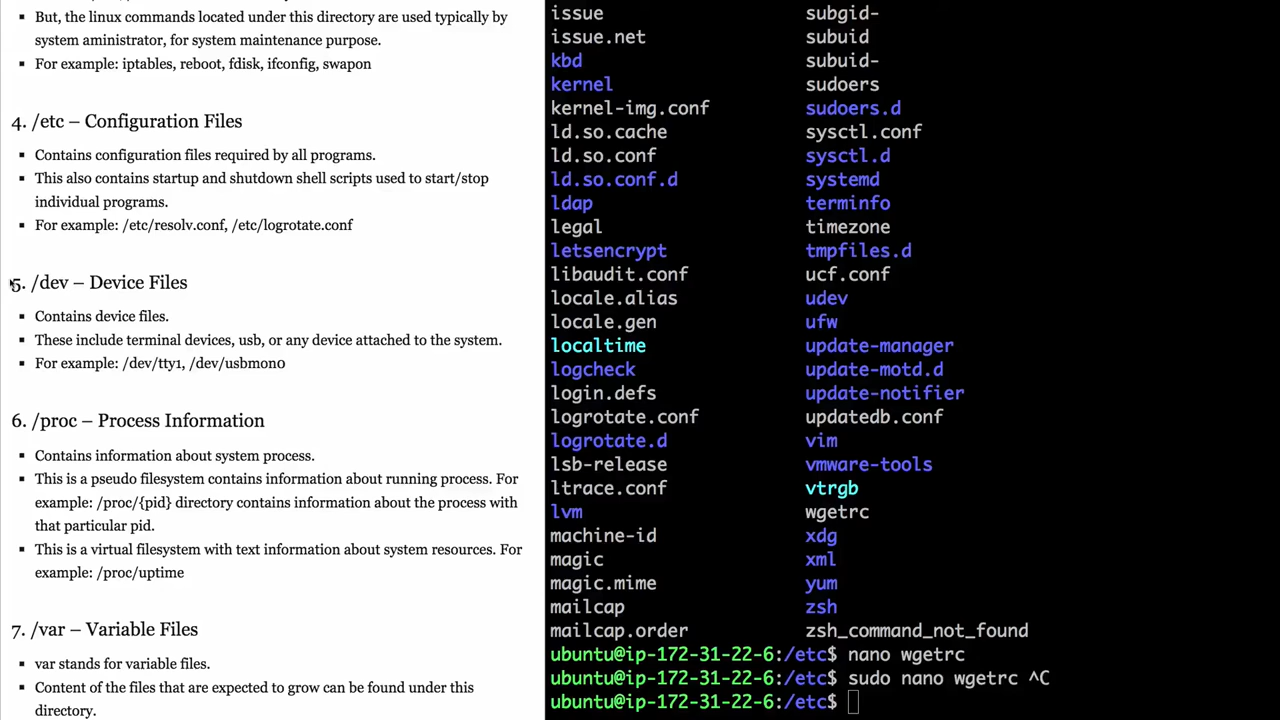 But, the linux commands located under this directory are used typically by
system aministrator, for system maintenance purpose.
For example: iptables, reboot, fdisk, ifconfig, swapon
4. /etc – Configuration Files
Contains configuration files required by all programs.
This also contains startup and shutdown shell scripts used to start/stop
individual programs.
For example: /etc/resolv.conf, /etc/logrotate.conf
5. /dev – Device Files
Contains device files.
These include terminal devices, usb, or any device attached to the system.
For example: /dev/tty1, /dev/usbmon0
6. /proc – Process Information
Contains information about system process.
This is a pseudo filesystem contains information about running process. For
example: /proc/{pid} directory contains information about the process with
that particular pid.
This is a virtual filesystem with text information about system resources. For
example: /proc/uptime
7. /var – Variable Files
var stands for variable files.
Content of the files that are expected to grow can be found under this
directory.
issue subgid-
issue.net subuid
kbd subuid-
kernel sudoers
kernel-img.conf sudoers.d
ld.so.cache sysctl.conf
ld.so.conf sysctl.d
ld.so.conf.d systemd
ldap terminfo
legal timezone
letsencrypt tmpfiles.d
libaudit.conf ucf.conf
locale.alias udev
locale.gen ufw
localtime update-manager
logcheck update-motd.d
login.defs update-notifier
logrotate.conf updatedb.conf
logrotate.d vim
lsb-release vmware-tools
ltrace.conf vtrgb
lvm wgetrc
machine-id xdg
magic xml
magic.mime yum
mailcap zsh
mailcap.order zsh_command_not_found
ubuntu@ip-172-31-22-6:/etc$ nano wgetrc
ubuntu@ip-172-31-22-6:/etc$ sudo nano wgetrc ^C
ubuntu@ip-172-31-22-6:/etc$